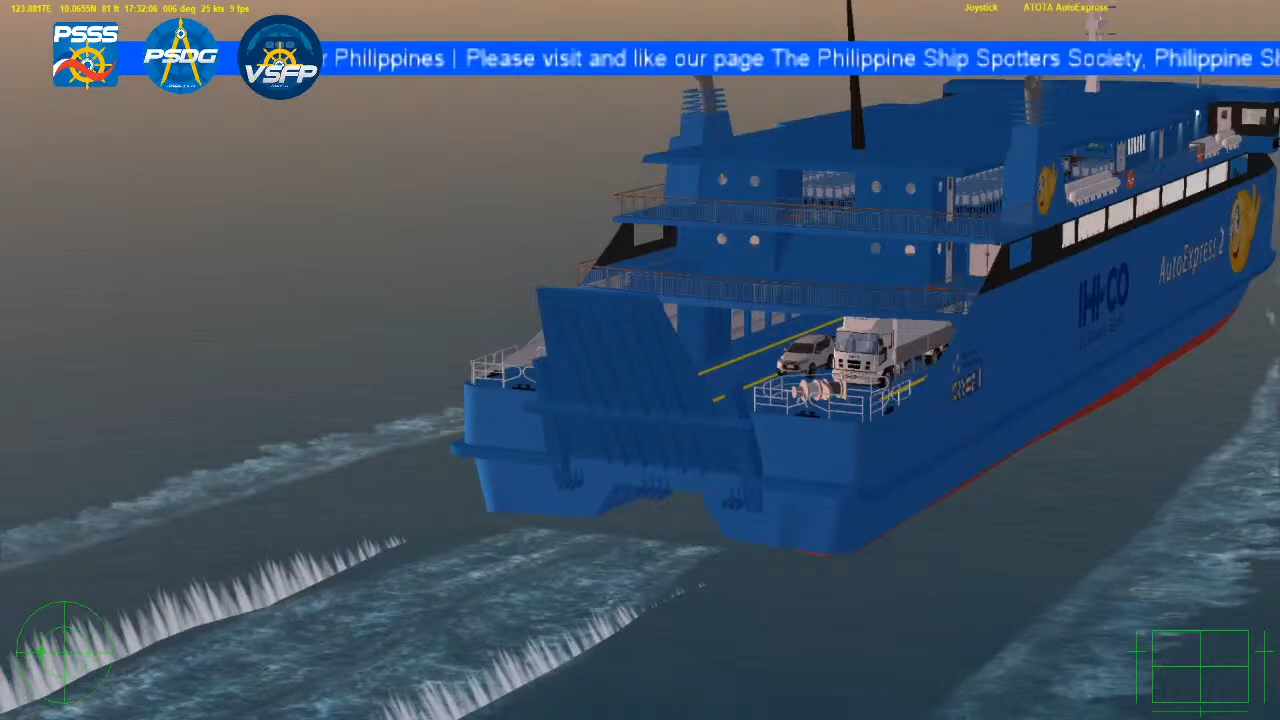 123.8817E 10.0655N 81 ft 17:32:06 006 deg 25 kts 9 fps
Joystick ATOTA AutoExpress
PSSS
PSDG
VSFP
r Philippines | Please visit and like our page The Philippine Ship Spotters Society, Philippine S
AutoExpress 2